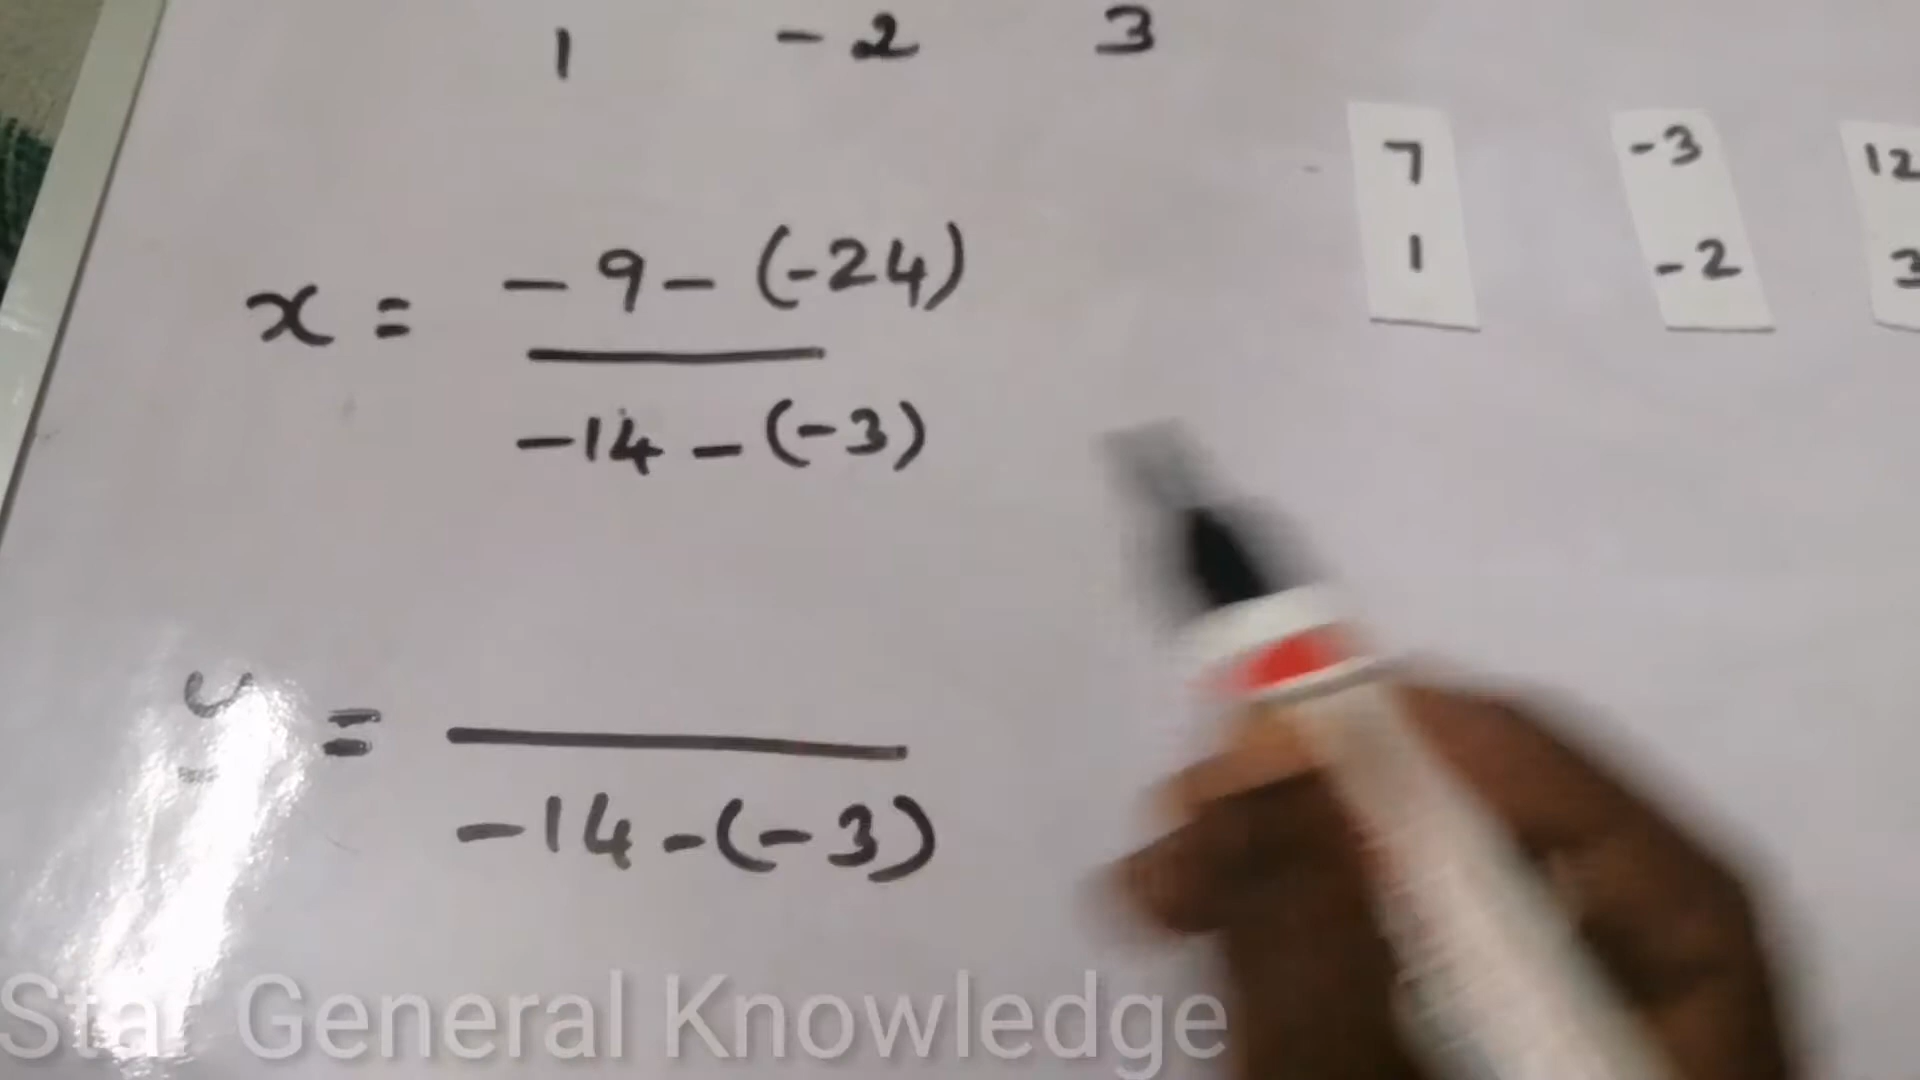 1 -2 3
7 -3 12
1 -2 3
x = -9-(-24)
-14-(-3)
y =
-14-(-3)
Star General Knowledge